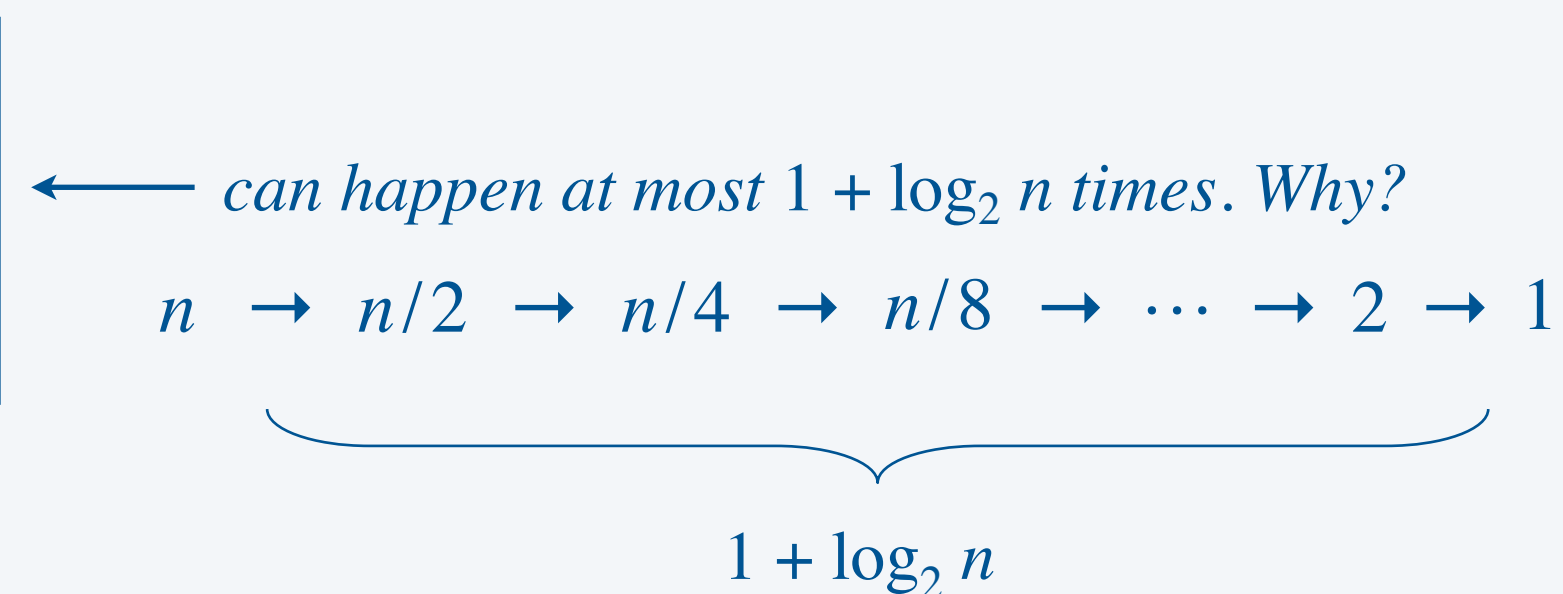 ← can happen at most 1 + log₂ n times. Why?
n → n/2 → n/4 → n/8 → ⋯ → 2 → 1
1 + log₂ n